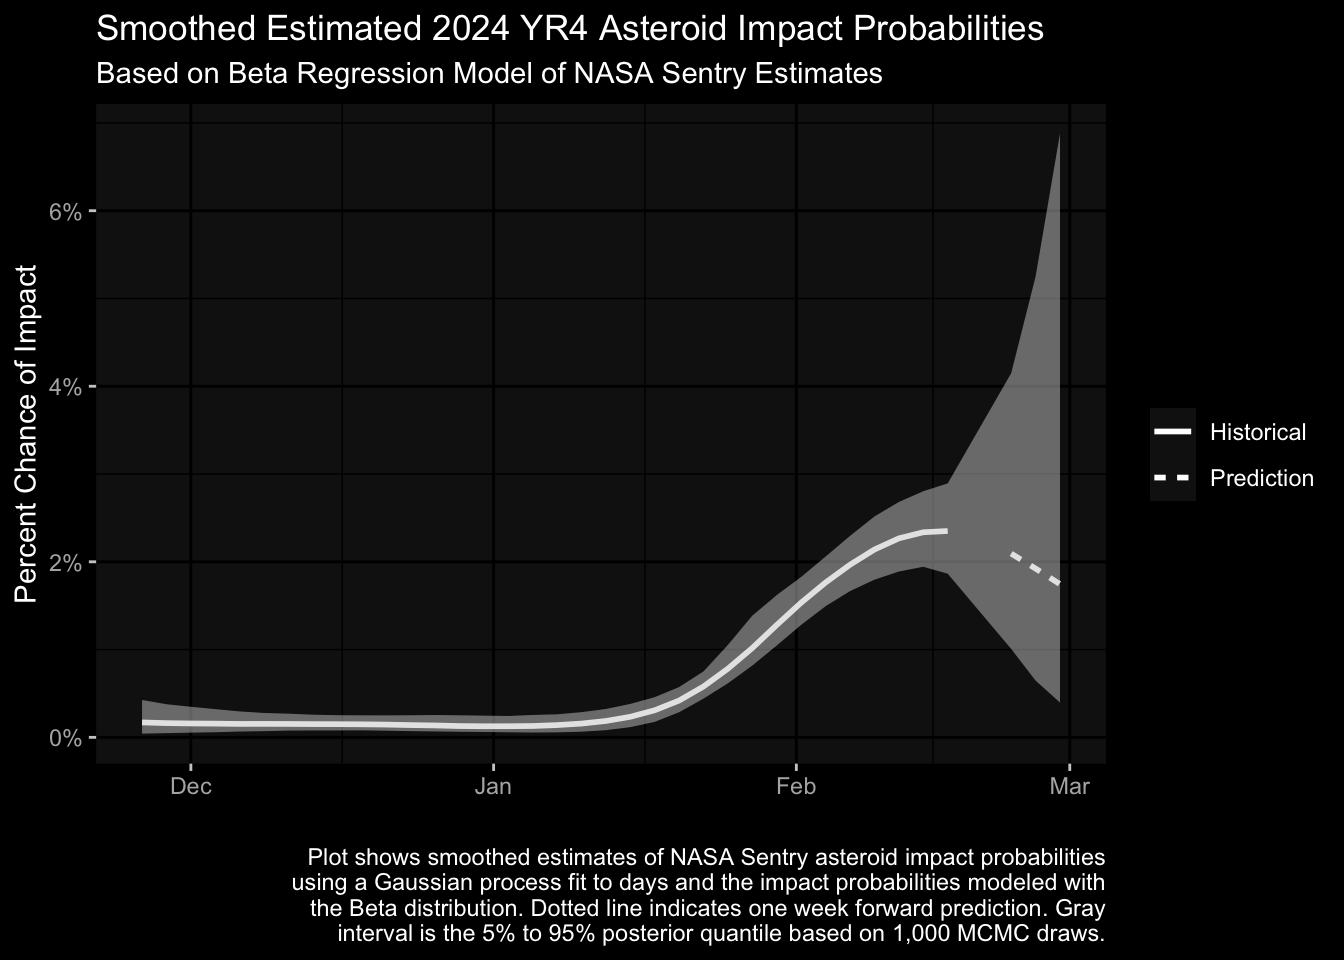 Smoothed Estimated 2024 YR4 Asteroid Impact Probabilities
Based on Beta Regression Model of NASA Sentry Estimates
Percent Chance of Impact
6%
4%
2%
0%
Dec
Jan
Feb
Mar
Historical
Prediction
Plot shows smoothed estimates of NASA Sentry asteroid impact probabilities
using a Gaussian process fit to days and the impact probabilities modeled with
the Beta distribution. Dotted line indicates one week forward prediction. Gray
interval is the 5% to 95% posterior quantile based on 1,000 MCMC draws.